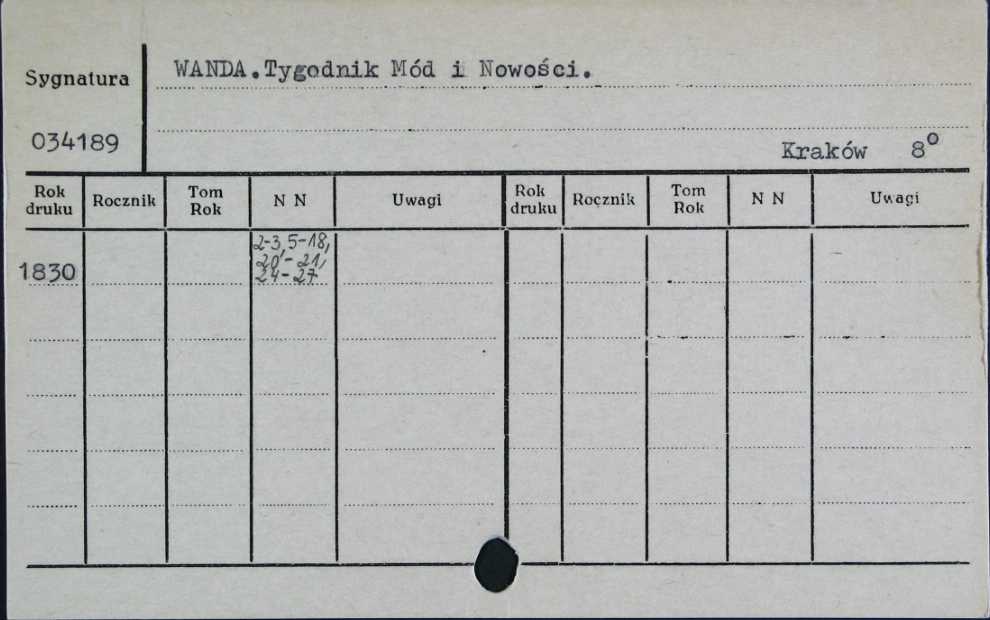 Sygnatura
WANDA.Tygodnik Mód i Nowości.
034189
Kraków 8°
Rok druku Rocznik Tom Rok N N Uwagi Rok druku Rocznik Tom Rok N N Uwagi
1830
2-3,5-18,
20-21,
24-27